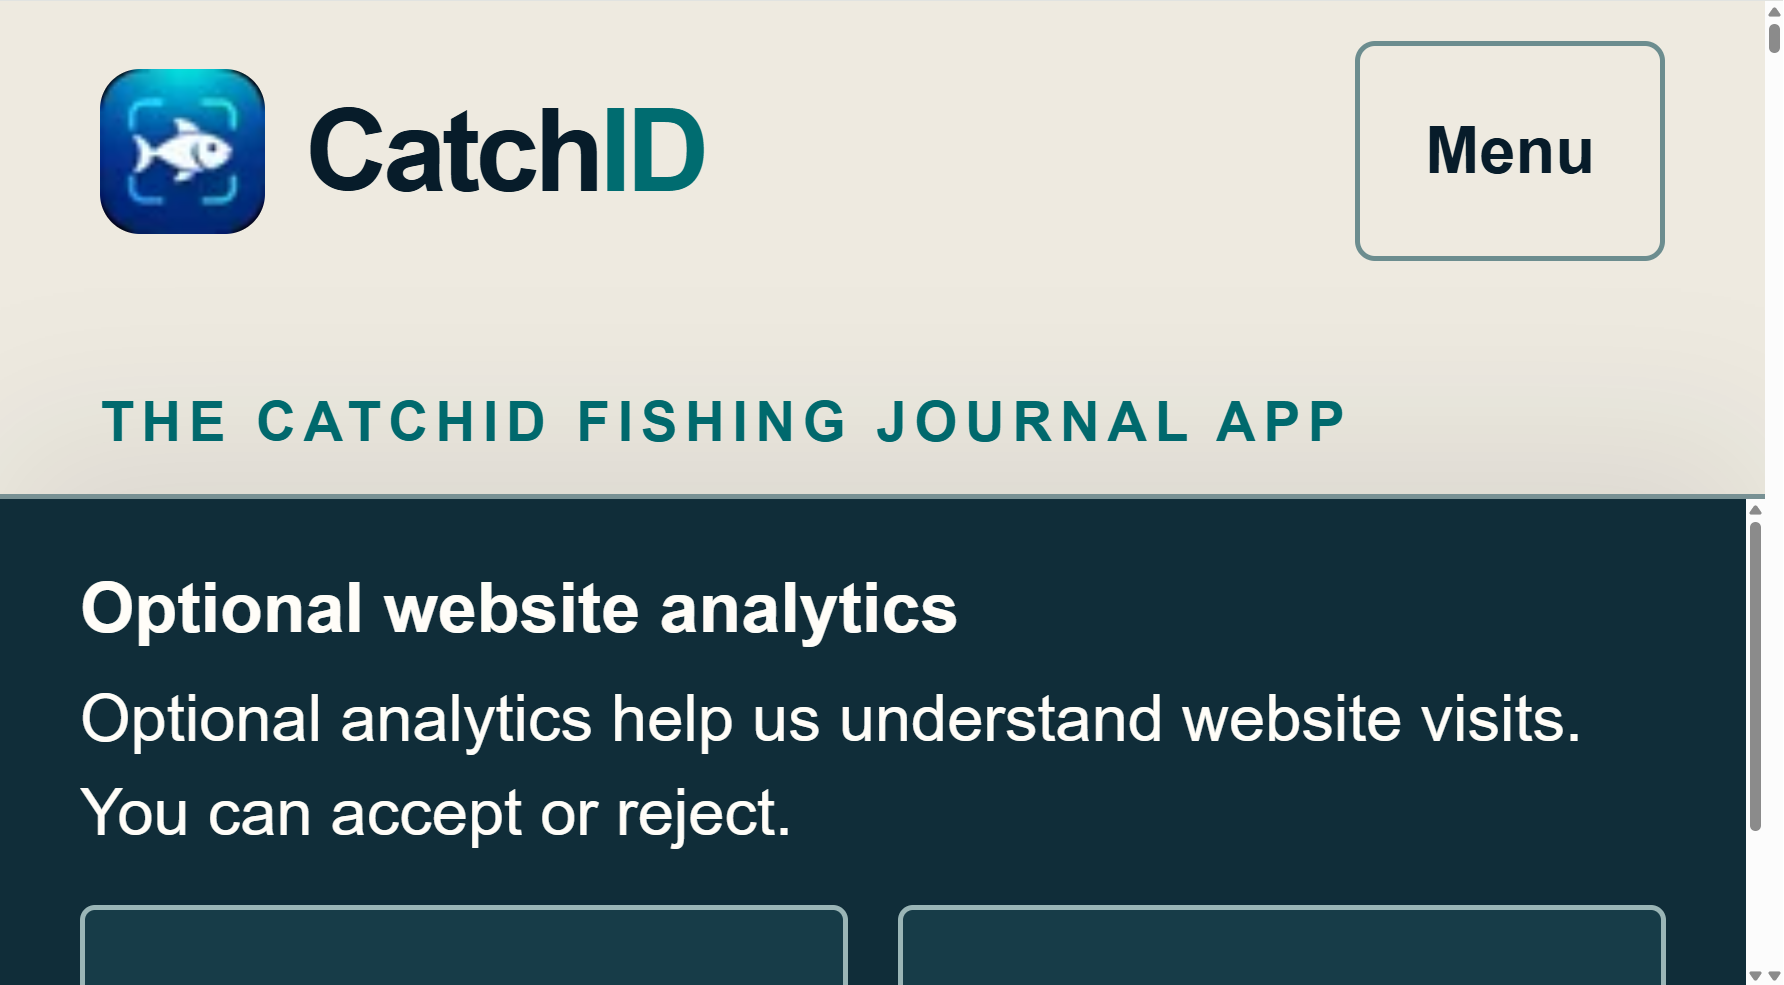 CatchID
Menu
THE CATCHID FISHING JOURNAL APP
Optional website analytics
Optional analytics help us understand website visits.
You can accept or reject.